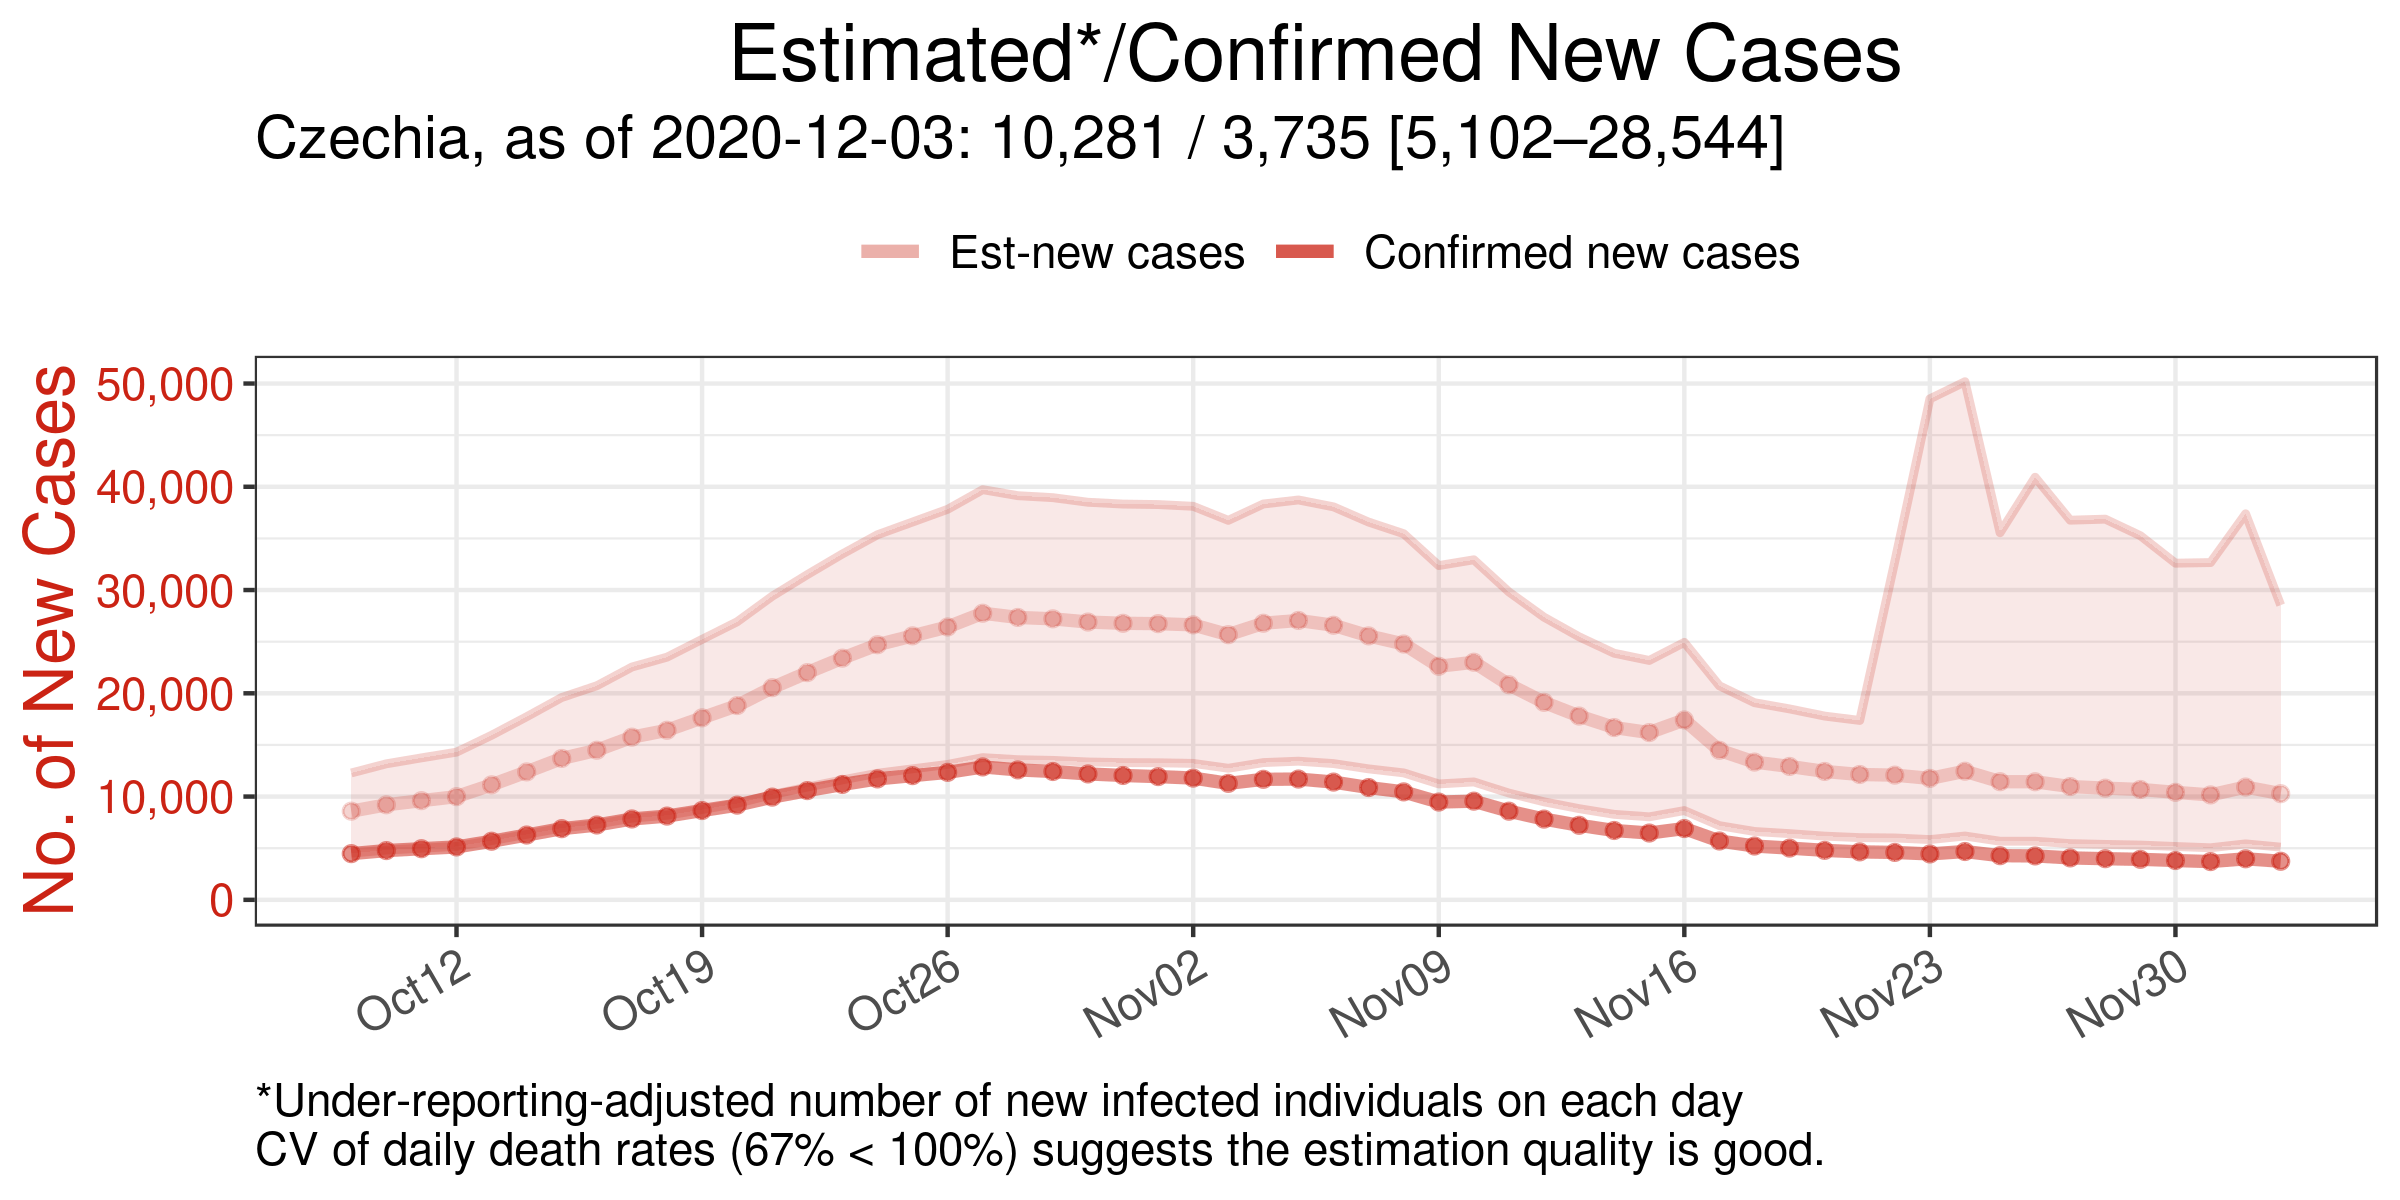 Estimated*/Confirmed New Cases
Czechia, as of 2020-12-03: 10,281 / 3,735 [5,102–28,544]
Est-new cases
Confirmed new cases
No. of New Cases
50,000
40,000
30,000
20,000
10,000
0
Oct12
Oct19
Oct26
Nov02
Nov09
Nov16
Nov23
Nov30
*Under-reporting-adjusted number of new infected individuals on each day
CV of daily death rates (67% < 100%) suggests the estimation quality is good.